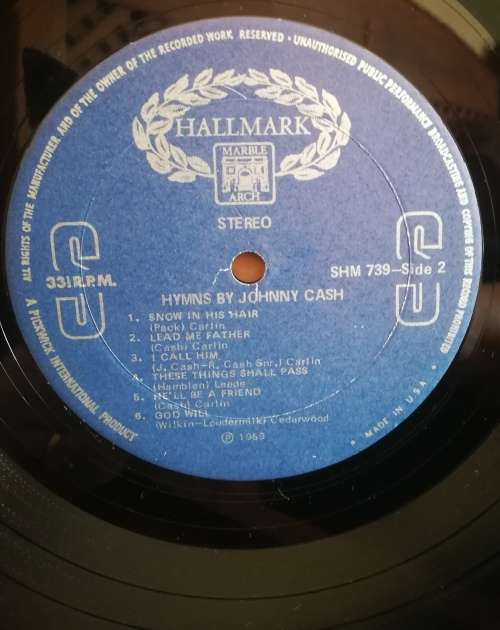 ALL RIGHTS OF THE MANUFACTURER AND OF THE OWNER OF THE RECORDED WORK RESERVED • UNAUTHORISED PUBLIC PERFORMANCE BROADCASTING AND COPYING OF THIS RECORD PROHIBITED
HALLMARK
MARBLE
ARCH
STEREO
33⅓ R.P.M.
SHM 739—Side 2
HYMNS BY JOHNNY CASH
1. SNOW IN HIS HAIR
(Pack) Carlin
2. LEAD ME FATHER
(Cash) Carlin
3. I CALL HIM
(J. Cash—R. Cash Snr.) Carlin
4. THESE THINGS SHALL PASS
(Hamblen) Leeds
5. HE'LL BE A FRIEND
(Cash) Carlin
6. GOD WILL
(Wilkin—Loudermilk) Cedarwood
℗ 1959
A PICKWICK INTERNATIONAL PRODUCT
• MADE IN U.S.A. •